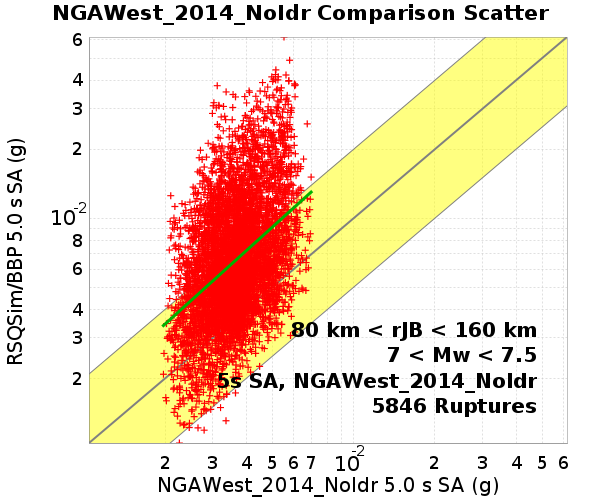 NGAWest_2014_NoIdr Comparison Scatter
6
4
3
2
10-2
8
6
4
3
2
RSQSim/BBP 5.0 s SA (g)
80 km < rJB < 160 km
7 < Mw < 7.5
5s SA, NGAWest_2014_NoIdr
5846 Ruptures
2 3 4 5 6 7 10-2 2 3 4 5 6
NGAWest_2014_NoIdr 5.0 s SA (g)